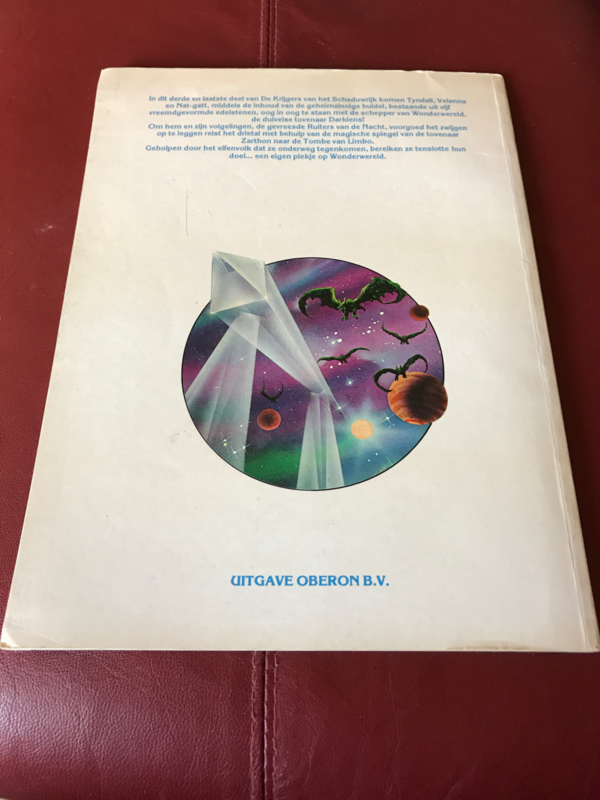 In dit derde en laatste deel van De Krijgers van het Schaduwrijk komen Tyndall, Velanna
en Nat-gatt, middels de inhoud van de geheimzinnige buidel, bestaande uit vijf
vreemdgevormde edelstenen, oog in oog te staan met de schepper van Wonderwereld,
de duivelse tovenaar Darklens!
Om hem en zijn volgelingen, de gevreesde Ruiters van de Nacht, voorgoed het zwijgen
op te leggen reist het drietal met behulp van de magische spiegel van de tovenaar
Zarthon naar de Tombe van Limbo.
Geholpen door het elfenvolk dat ze onderweg tegenkomen, bereiken ze tenslotte hun
doel... een eigen plekje op Wonderwereld.
UITGAVE OBERON B.V.